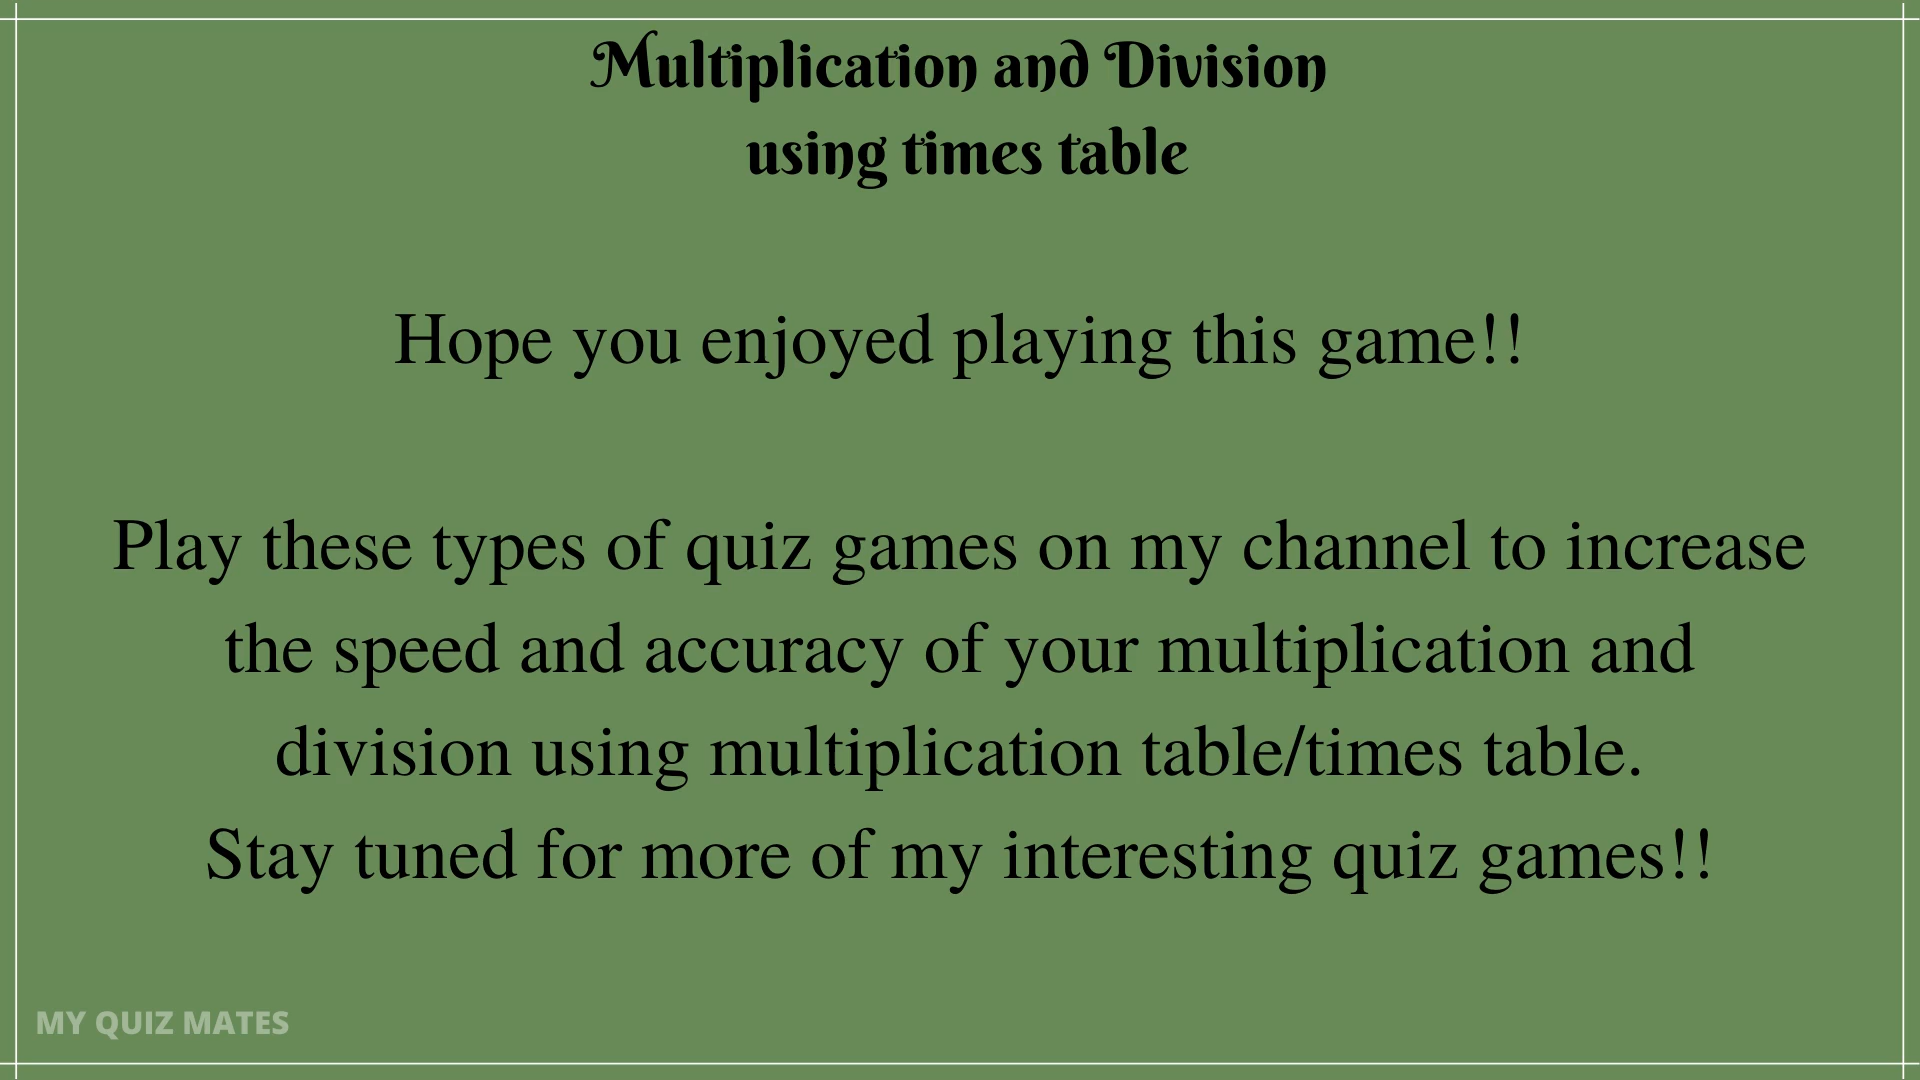 Multiplication and Division
using times table
Hope you enjoyed playing this game!!
Play these types of quiz games on my channel to increase
the speed and accuracy of your multiplication and
division using multiplication table/times table.
Stay tuned for more of my interesting quiz games!!
MY QUIZ MATES